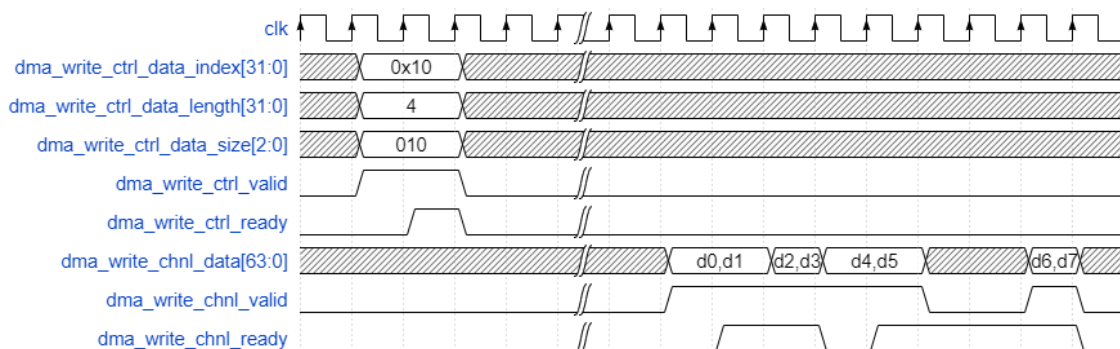 clk
dma_write_ctrl_data_index[31:0] 0x10
dma_write_ctrl_data_length[31:0] 4
dma_write_ctrl_data_size[2:0] 010
dma_write_ctrl_valid
dma_write_ctrl_ready
dma_write_chnl_data[63:0] d0,d1 d2,d3 d4,d5 d6,d7
dma_write_chnl_valid
dma_write_chnl_ready